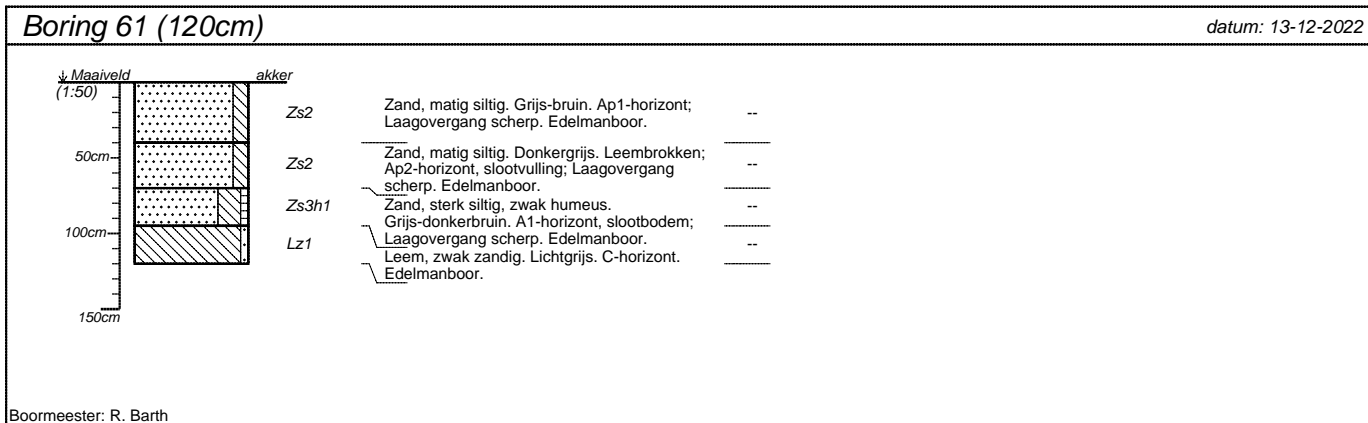 Boring 61 (120cm)
datum: 13-12-2022
Maaiveld
akker
(1:50)
Zs2
Zand, matig siltig. Grijs-bruin. Ap1-horizont;
Laagovergang scherp. Edelmanboor.
--
50cm
Zs2
Zand, matig siltig. Donkergrijs. Leembrokken;
Ap2-horizont, slootvulling; Laagovergang
scherp. Edelmanboor.
--
Zs3h1
Zand, sterk siltig, zwak humeus.
Grijs-donkerbruin. A1-horizont, slootbodem;
Laagovergang scherp. Edelmanboor.
--
100cm
Lz1
Leem, zwak zandig. Lichtgrijs. C-horizont.
Edelmanboor.
--
150cm
Boormeester: R. Barth